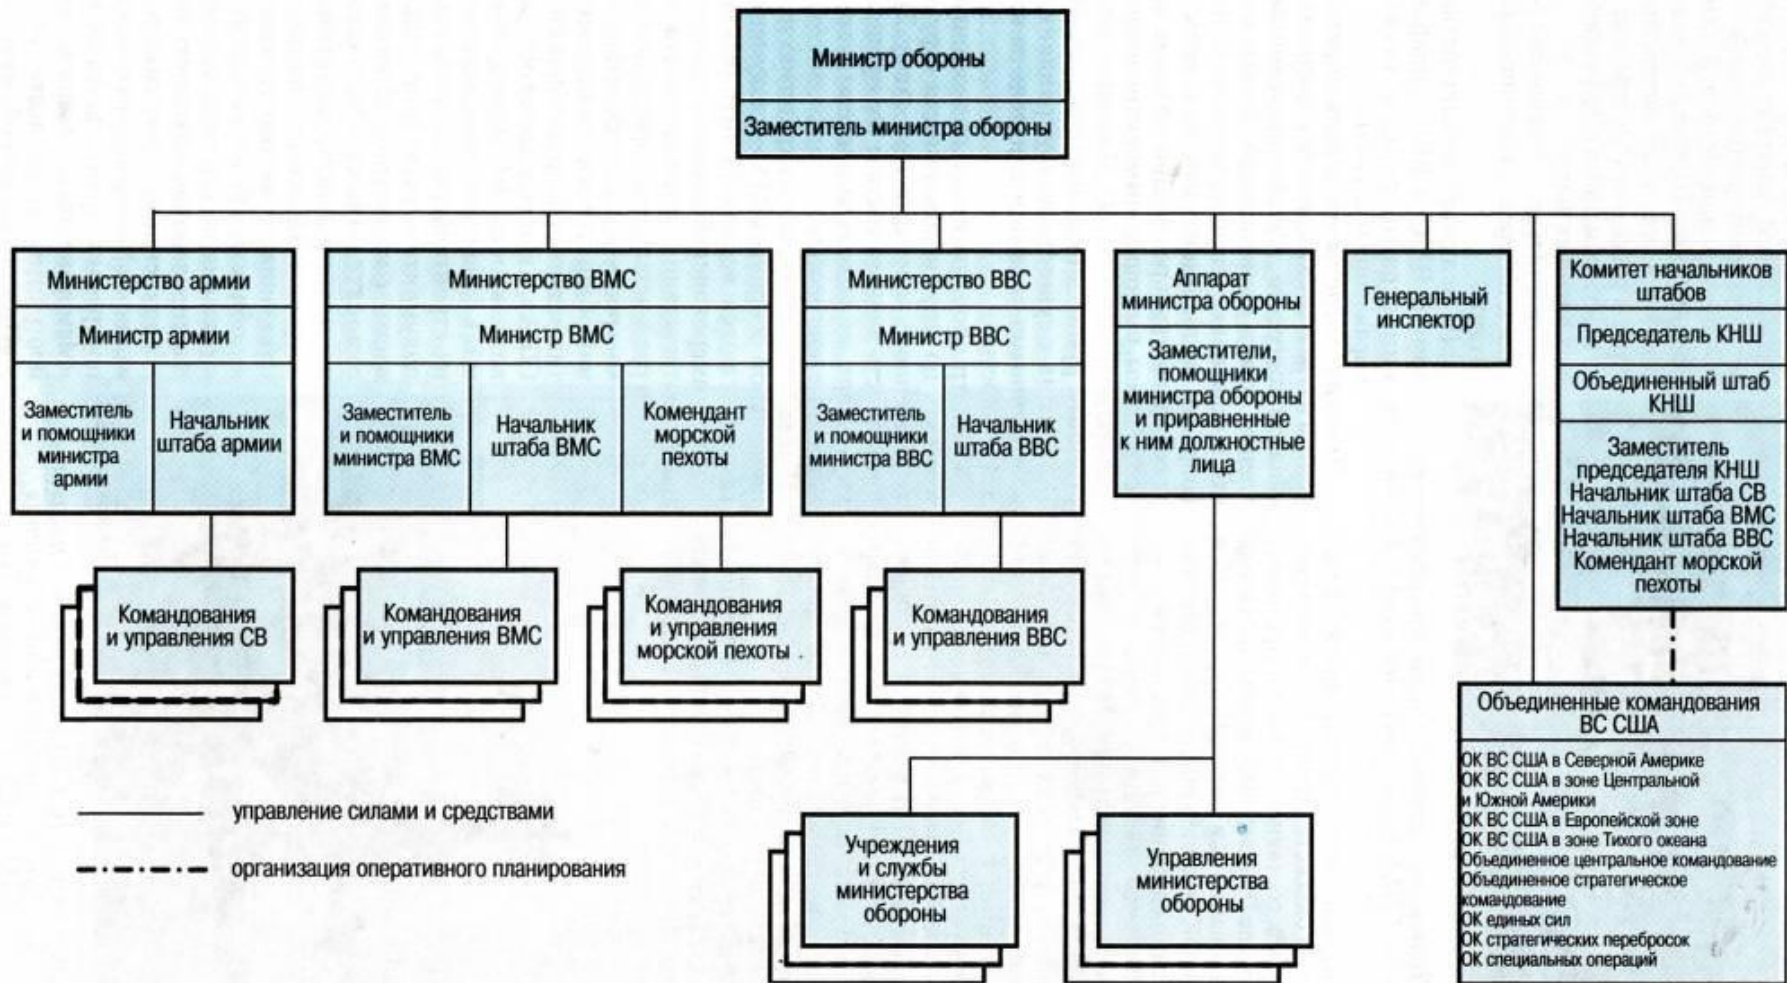 Министр обороны
Заместитель министра обороны
Министерство армии
Министр армии
Заместитель
и помощники
министра
армии
Начальник
штаба армии
Командования
и управления СВ
Министерство ВМС
Министр ВМС
Заместитель
и помощники
министра ВМС
Начальник
штаба ВМС
Комендант
морской
пехоты
Командования
и управления ВМС
Командования
и управления
морской пехоты
Министерство ВВС
Министр ВВС
Заместитель
и помощники
министра ВВС
Начальник
штаба ВВС
Командования
и управления ВВС
Аппарат
министра обороны
Заместители,
помощники
министра обороны
и приравненные
к ним должностные
лица
Учреждения
и службы
министерства
обороны
Управления
министерства
обороны
Генеральный
инспектор
Комитет начальников
штабов
Председатель КНШ
Объединенный штаб
КНШ
Заместитель
председателя КНШ
Начальник штаба СВ
Начальник штаба ВМС
Начальник штаба ВВС
Комендант морской
пехоты
Объединенные командования
ВС США
ОК ВС США в Северной Америке
ОК ВС США в зоне Центральной
и Южной Америки
ОК ВС США в Европейской зоне
ОК ВС США в зоне Тихого океана
Объединенное центральное командование
Объединенное стратегическое
командование
ОК единых сил
ОК стратегических перебросок
ОК специальных операций
управление силами и средствами
организация оперативного планирования